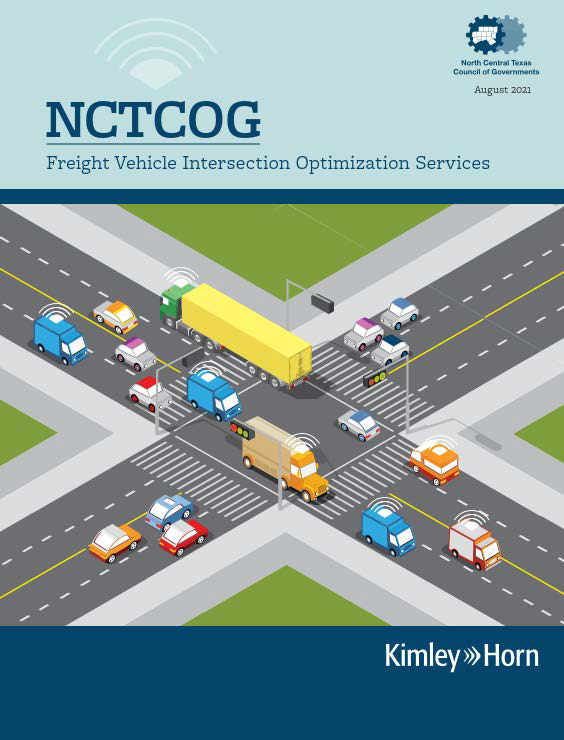 North Central Texas
Council of Governments
August 2021
NCTCOG
Freight Vehicle Intersection Optimization Services
Kimley»Horn